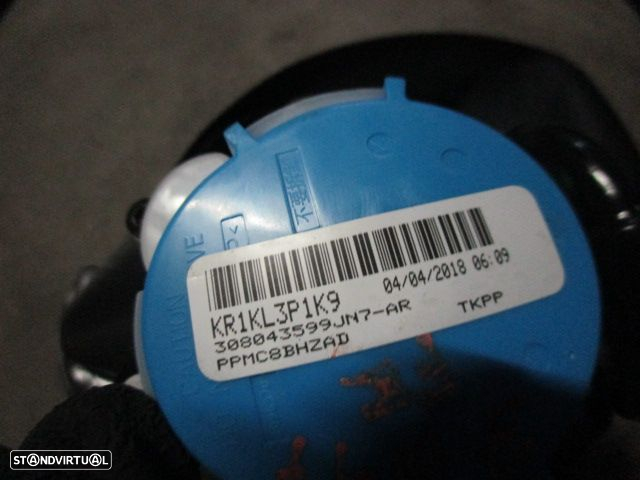 KR1KL3P1K9
04/04/2018 06:09
308043599JN7-AR
TKPP
PPMC8BHZAD
STANDVIRTUAL